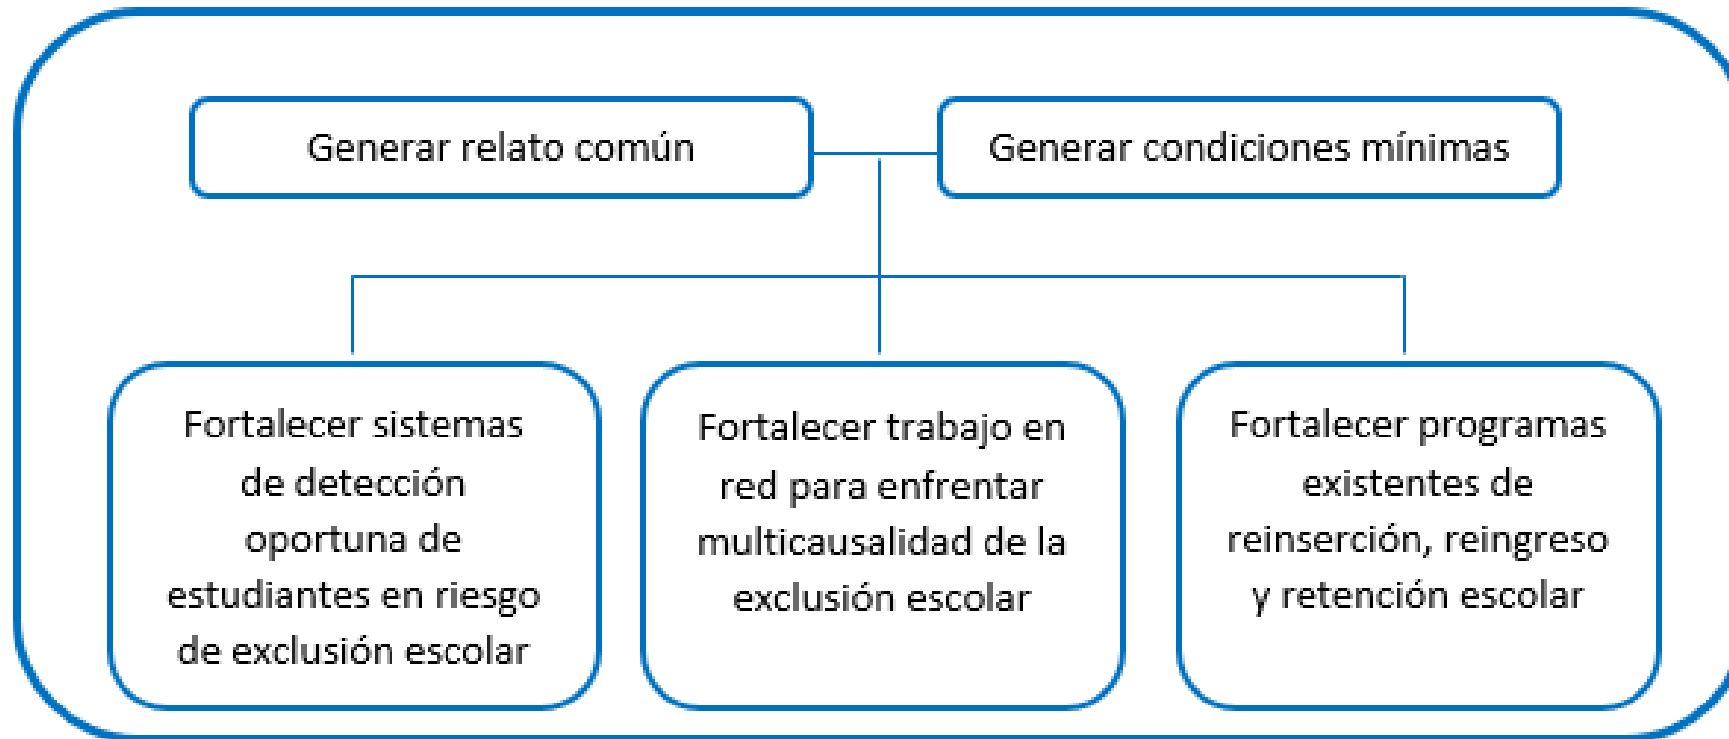 Generar relato común
Generar condiciones mínimas
Fortalecer sistemas
de detección
oportuna de
estudiantes en riesgo
de exclusión escolar
Fortalecer trabajo en
red para enfrentar
multicausalidad de la
exclusión escolar
Fortalecer programas
existentes de
reinserción, reingreso
y retención escolar